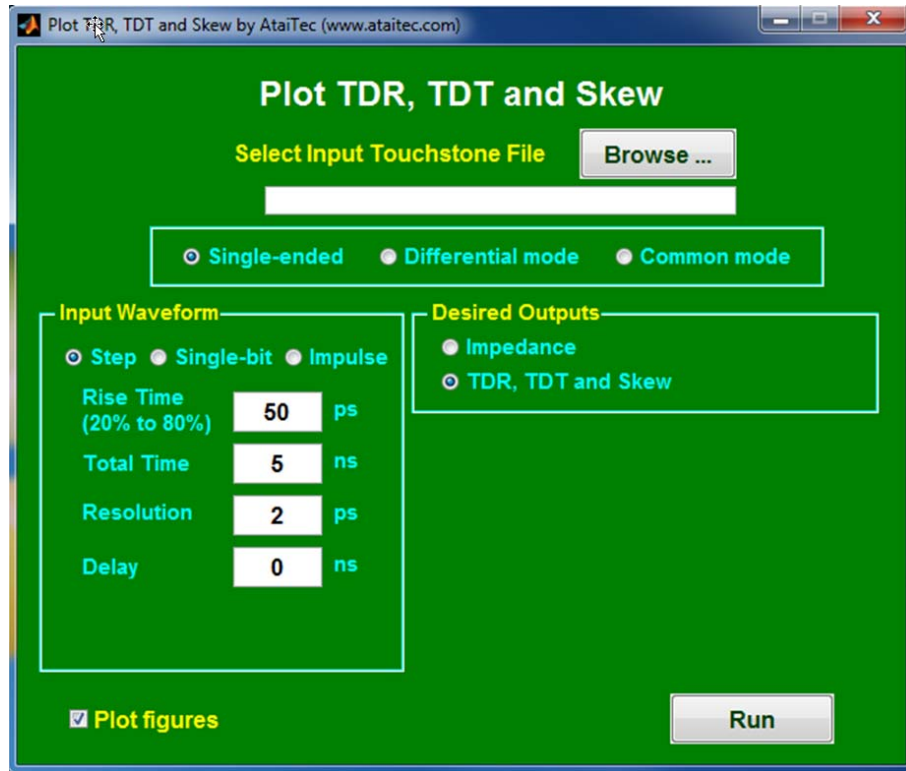 Plot TDR, TDT and Skew by AtaiTec (www.ataitec.com)
Plot TDR, TDT and Skew
Select Input Touchstone File
Browse ...
Single-ended Differential mode Common mode
Input Waveform
Step Single-bit Impulse
Rise Time
(20% to 80%) 50 ps
Total Time 5 ns
Resolution 2 ps
Delay 0 ns
Desired Outputs
Impedance
TDR, TDT and Skew
Plot figures
Run